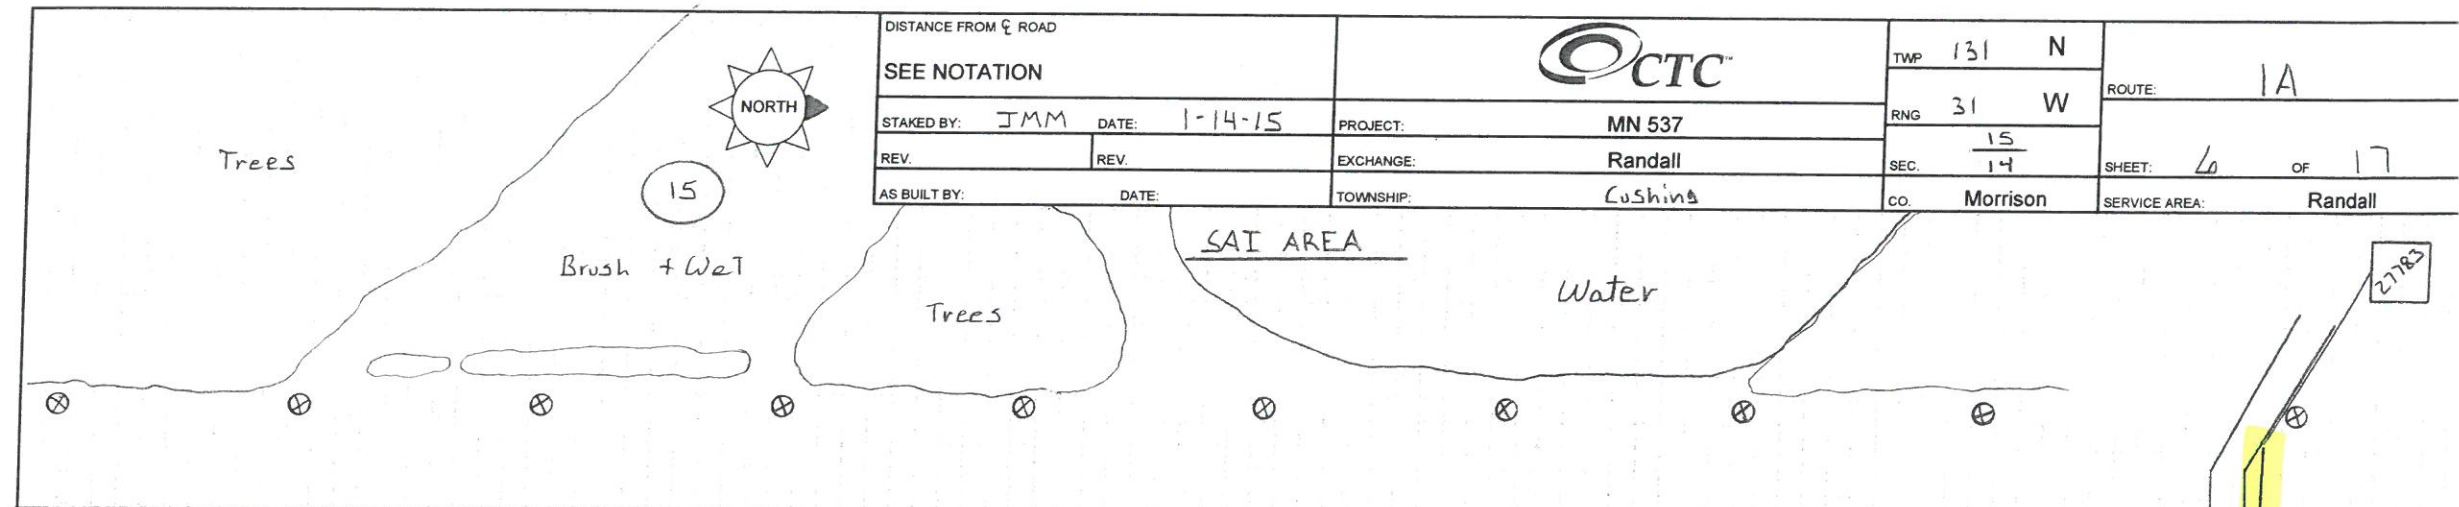 DISTANCE FROM ℄ ROAD
SEE NOTATION
STAKED BY: JMM DATE: 1-14-15
REV. REV.
AS BUILT BY: DATE:
CTC™
PROJECT: MN 537
EXCHANGE: Randall
TOWNSHIP: Cushing
TWP 131 N
RNG 31 W
SEC. 15
14
CO. Morrison
ROUTE: 1A
SHEET: 6 OF 17
SERVICE AREA: Randall
NORTH
Trees
15
Brush + Wet
Trees
SAI AREA
Water
27783